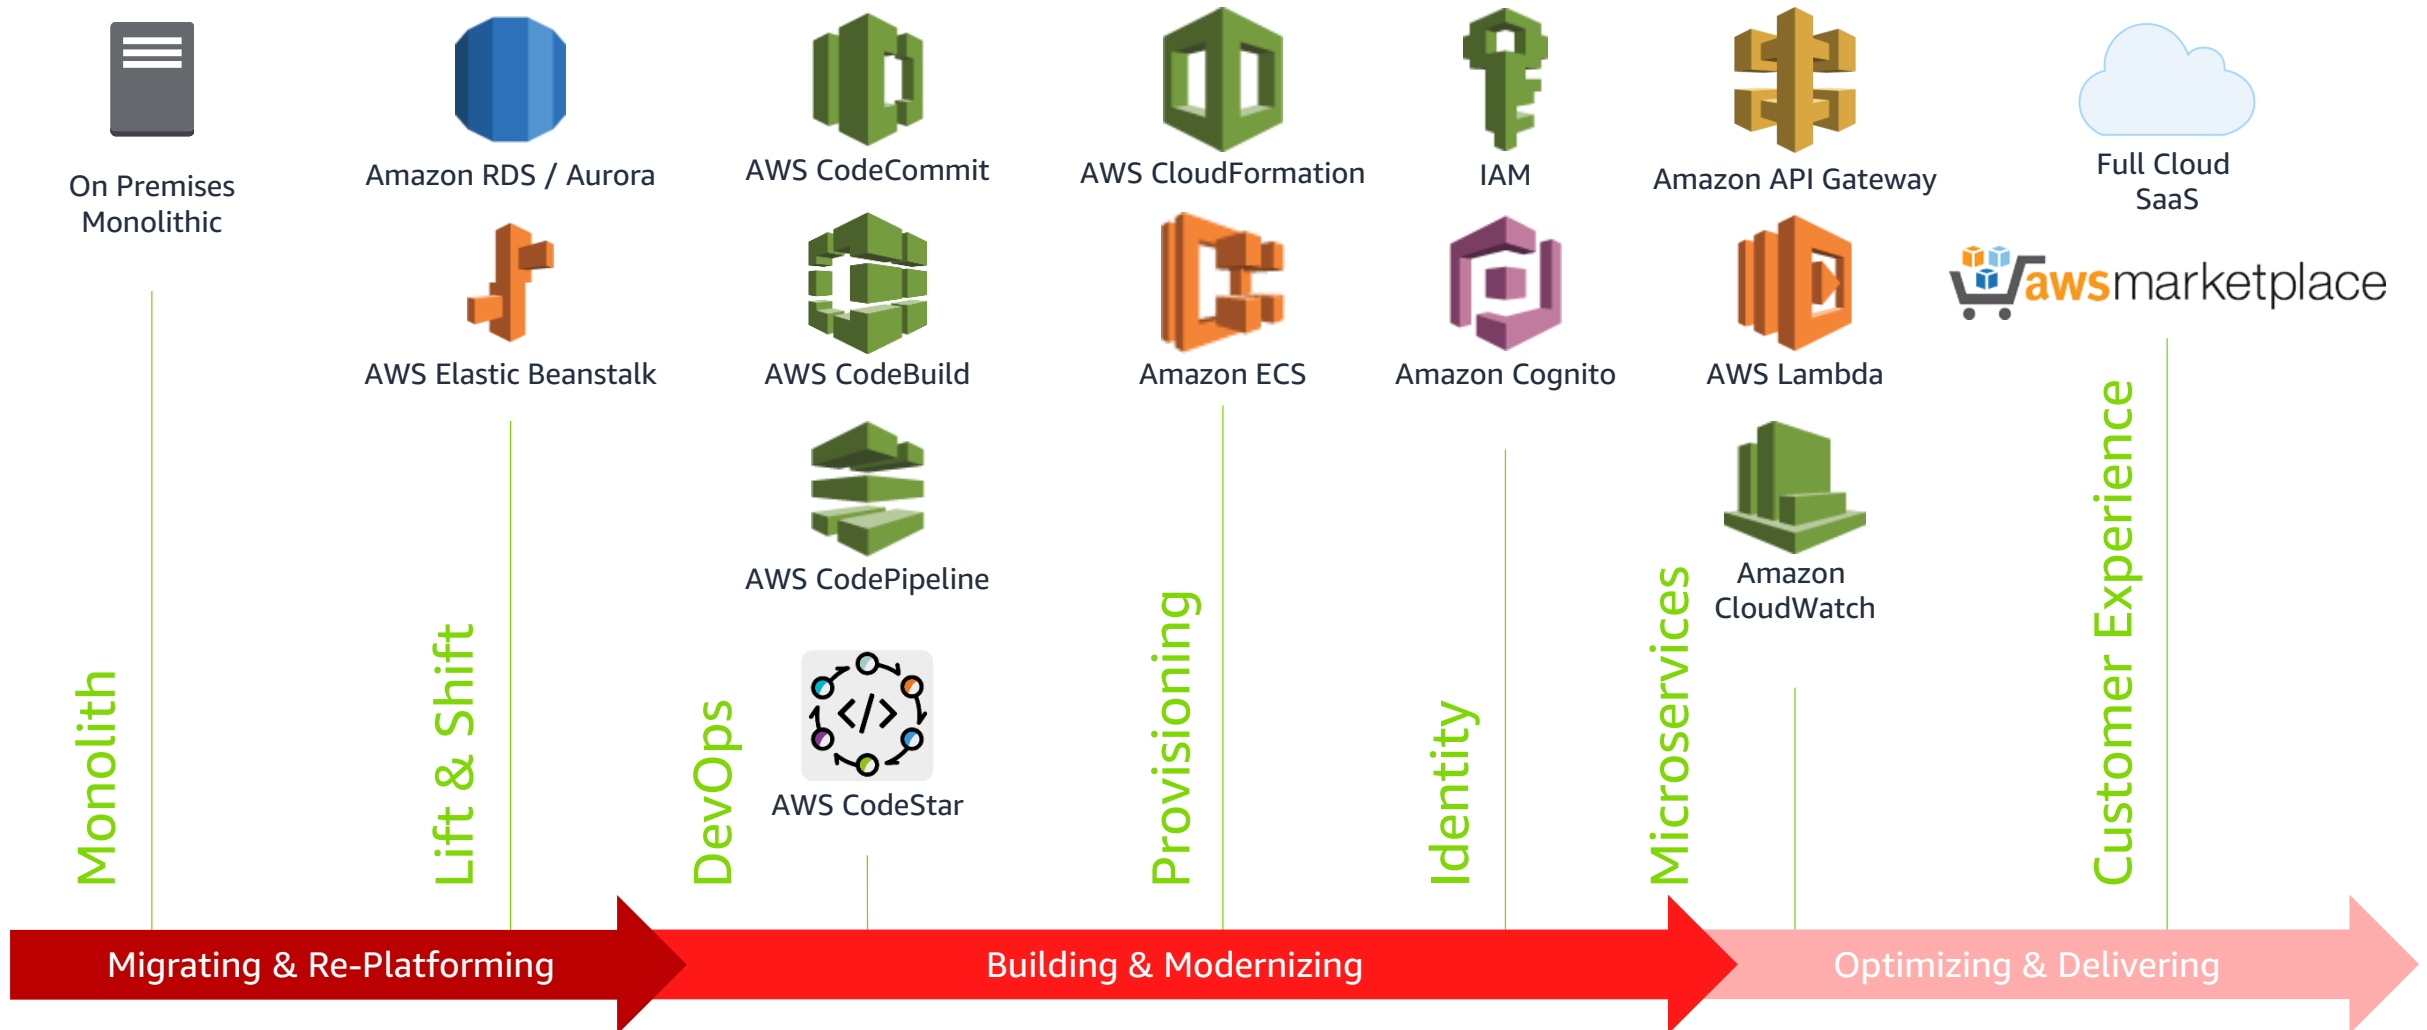 On Premises
Monolithic
Monolith
Amazon RDS / Aurora
AWS Elastic Beanstalk
Lift & Shift
AWS CodeCommit
AWS CodeBuild
AWS CodePipeline
AWS CodeStar
DevOps
AWS CloudFormation
Amazon ECS
Provisioning
IAM
Amazon Cognito
Identity
Amazon API Gateway
AWS Lambda
Amazon
CloudWatch
Microservices
Full Cloud
SaaS
awsmarketplace
Customer Experience
Migrating & Re-Platforming
Building & Modernizing
Optimizing & Delivering